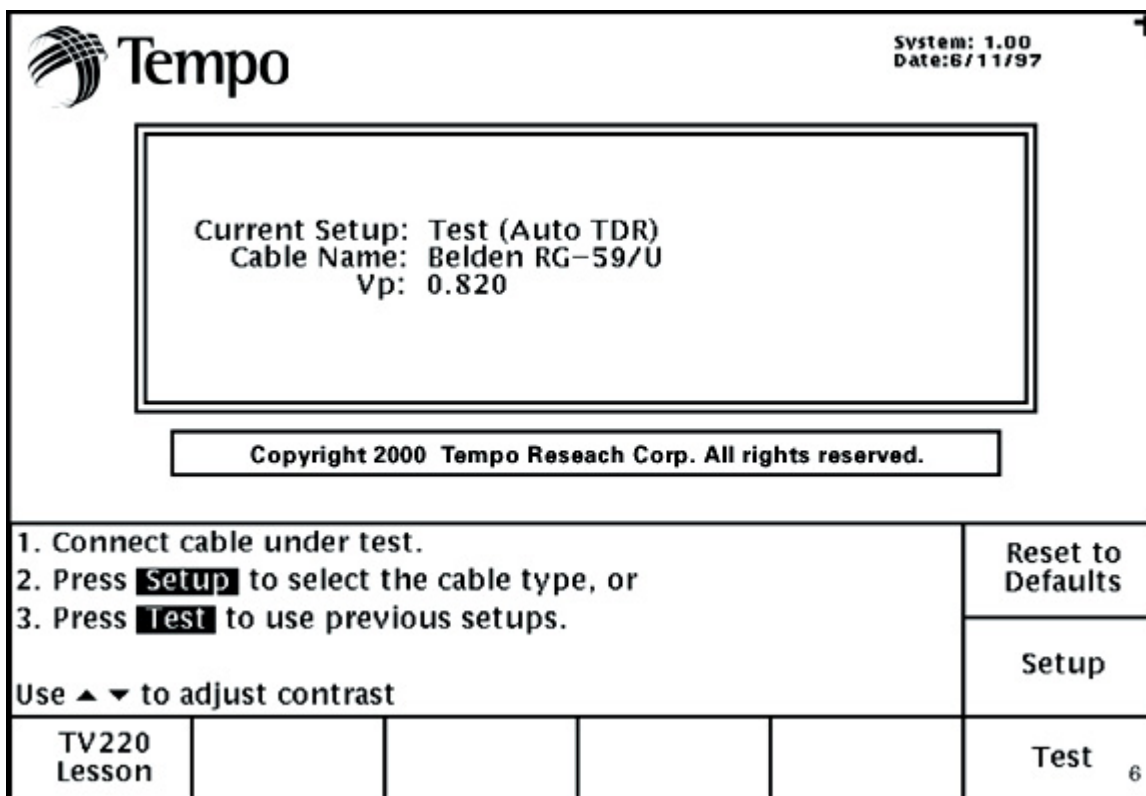 Tempo
System: 1.00
Date:6/11/97
Current Setup: Test (Auto TDR)
Cable Name: Belden RG-59/U
Vp: 0.820
Copyright 2000 Tempo Reseach Corp. All rights reserved.
1. Connect cable under test.
2. Press Setup to select the cable type, or
3. Press Test to use previous setups.
Use ▲ ▼ to adjust contrast
Reset to
Defaults
Setup
TV220
Lesson
Test
6